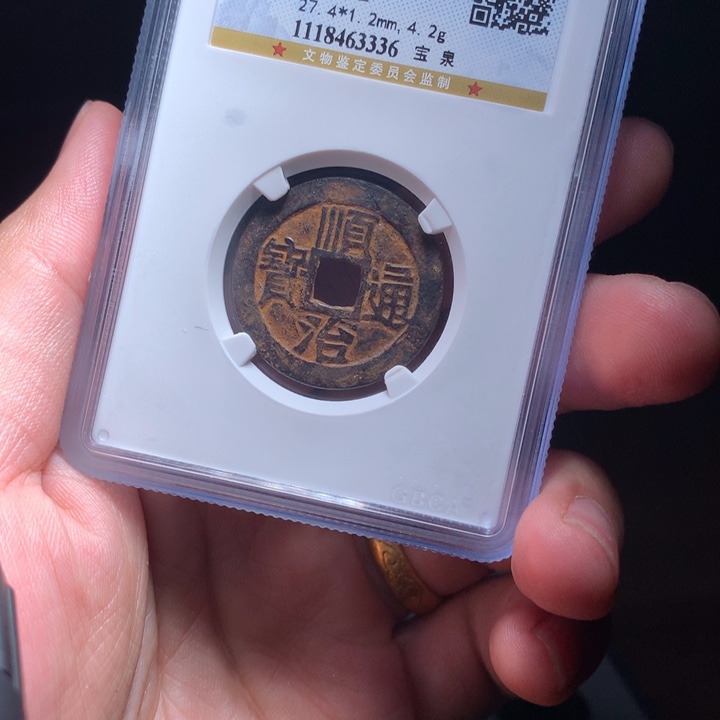 27.4*1.2mm, 4.2g
1118463336 宝泉
★ 文物鉴定委员会监制 ★
順治通寳
GBCA